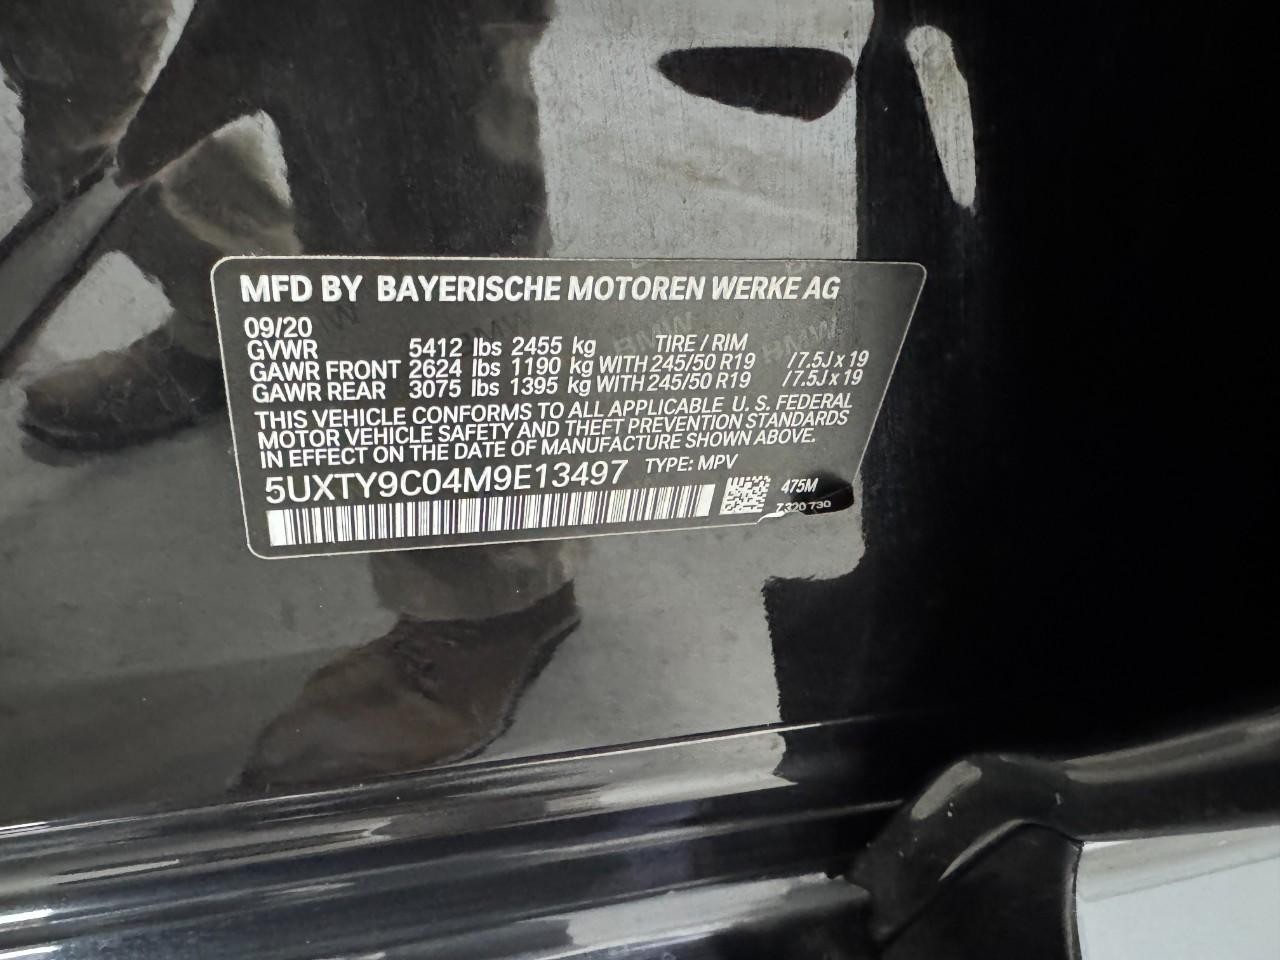 MFD BY BAYERISCHE MOTOREN WERKE AG
09/20
GVWR 5412 lbs 2455 kg TIRE / RIM
GAWR FRONT 2624 lbs 1190 kg WITH 245/50 R19 /7.5J x 19
GAWR REAR 3075 lbs 1395 kg WITH 245/50 R19 /7.5J x 19
THIS VEHICLE CONFORMS TO ALL APPLICABLE U.S. FEDERAL
MOTOR VEHICLE SAFETY AND THEFT PREVENTION STANDARDS
IN EFFECT ON THE DATE OF MANUFACTURE SHOWN ABOVE.
5UXTY9C04M9E13497 TYPE: MPV
475M
7320 730